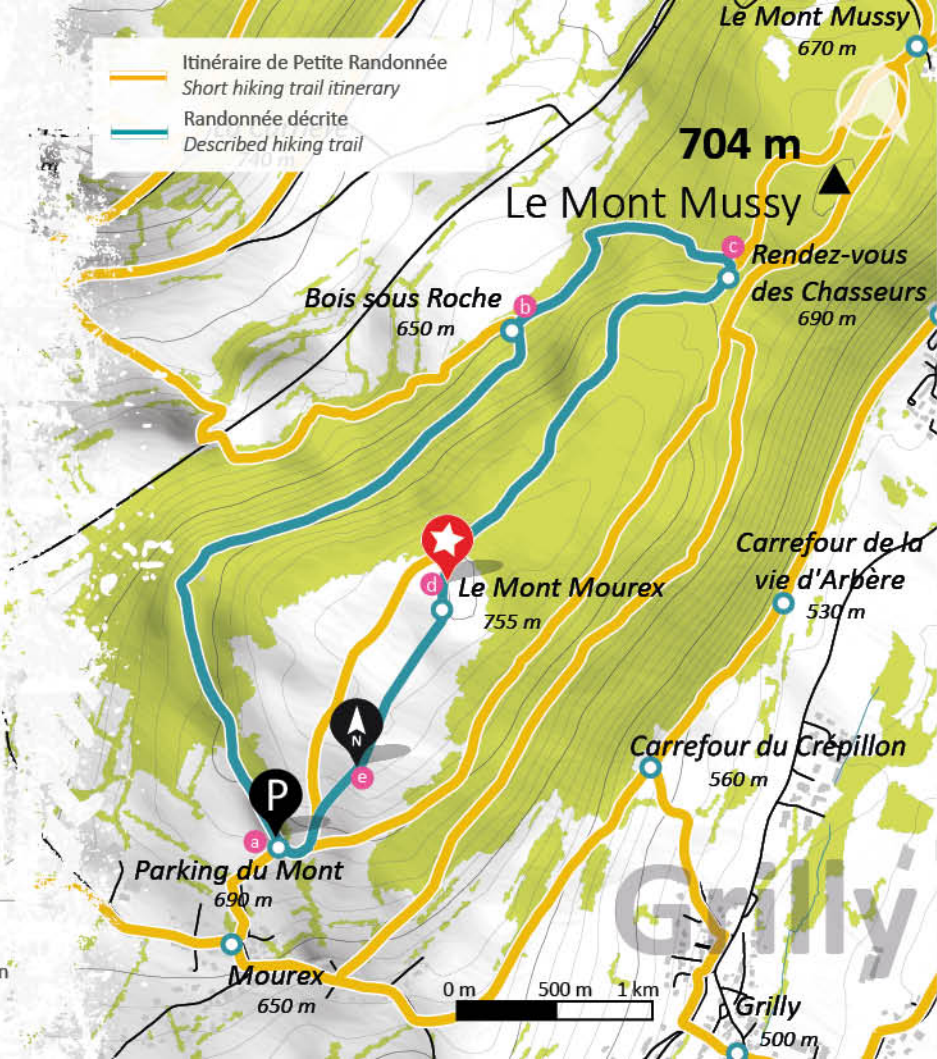 Le Mont Mussy
670 m
Itinéraire de Petite Randonnée
Short hiking trail itinerary
Randonnée décrite
Described hiking trail
740 m
704 m
Le Mont Mussy
c
Rendez-vous
des Chasseurs
690 m
Bois sous Roche
650 m
b
Carrefour de la
vie d'Arbère
530 m
d
Le Mont Mourex
755 m
N
e
Carrefour du Crépillon
560 m
P
a
Parking du Mont
690 m
Grilly
Mourex
650 m
0 m
500 m
1 km
Grilly
500 m
n